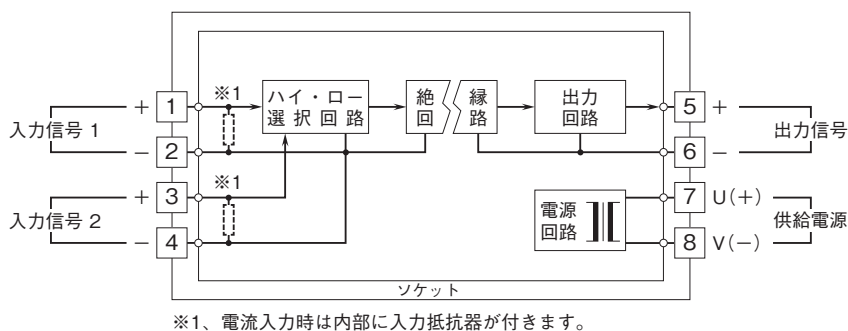 入力信号 1
+
1
−
2
入力信号 2
+
3
−
4
※1
※1
ハイ・ロー
選択回路
絶縁
回路
出力
回路
電源
回路
5
+
6
−
出力信号
7
U(+)
8
V(−)
供給電源
ソケット
※1、電流入力時は内部に入力抵抗器が付きます。